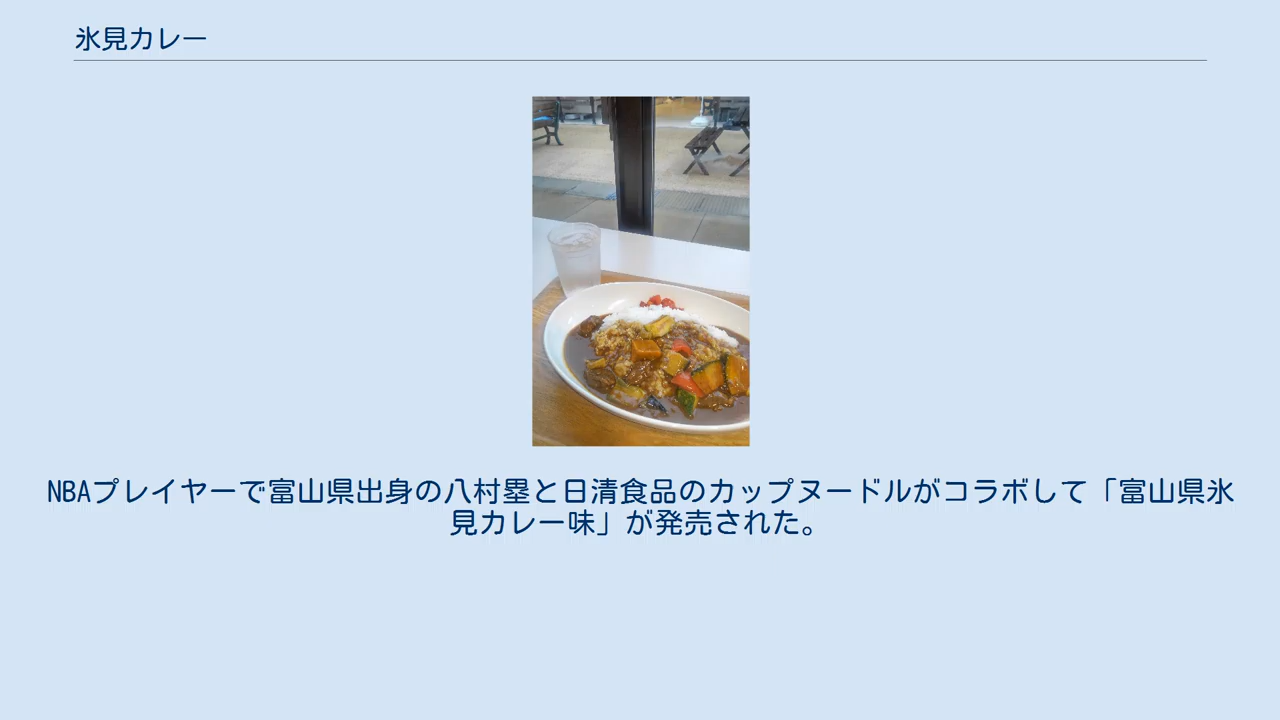 氷見カレー
NBAプレイヤーで富山県出身の八村塁と日清食品のカップヌードルがコラボして「富山県氷
見カレー味」が発売された。